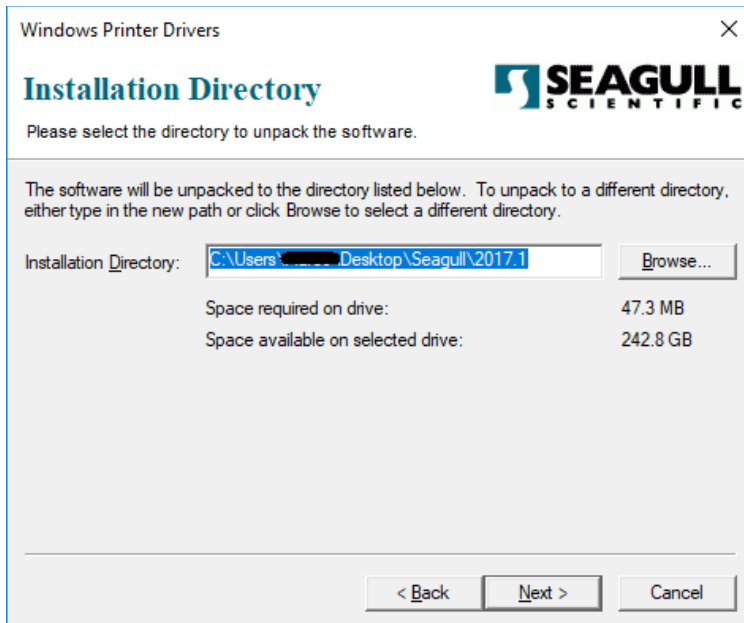 Windows Printer Drivers
Installation Directory
SEAGULL
SCIENTIFIC
Please select the directory to unpack the software.
The software will be unpacked to the directory listed below. To unpack to a different directory,
either type in the new path or click Browse to select a different directory.
Installation Directory: C:\Users\ Desktop\Seagull\2017.1 Browse...
Space required on drive: 47.3 MB
Space available on selected drive: 242.8 GB
< Back Next > Cancel